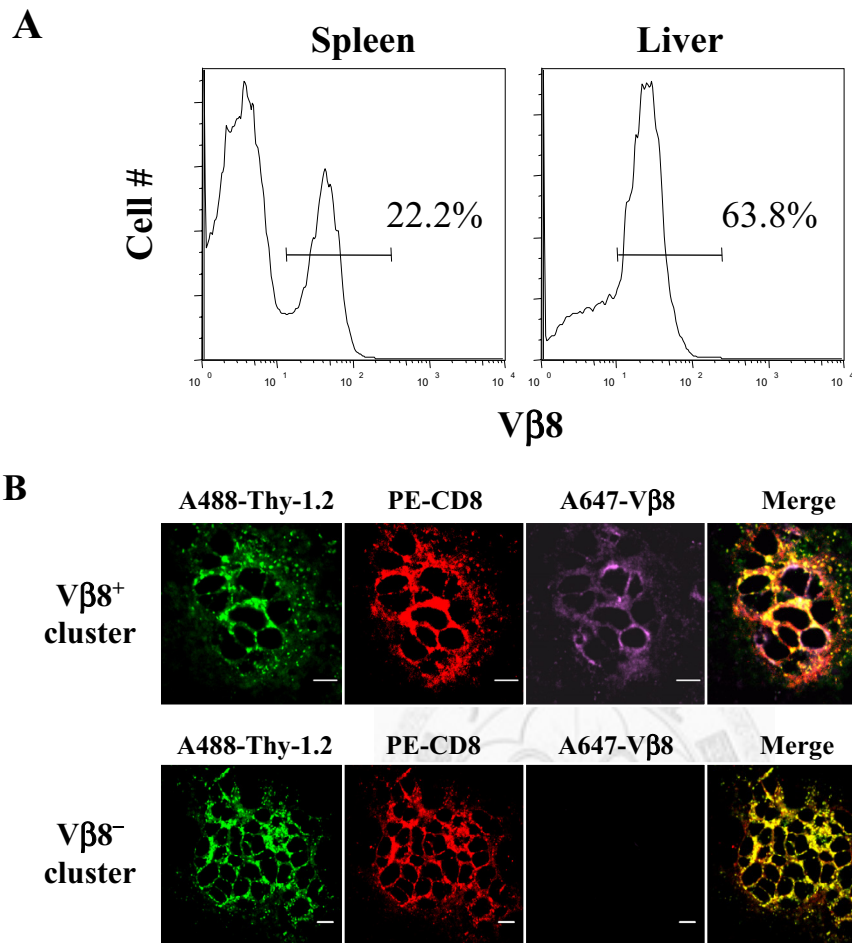 A
Spleen
Liver
Cell #
22.2%
63.8%
10⁰ 10¹ 10² 10³ 10⁴
10⁰ 10¹ 10² 10³ 10⁴
Vβ8
B
A488-Thy-1.2 PE-CD8 A647-Vβ8 Merge
Vβ8⁺
cluster
A488-Thy-1.2 PE-CD8 A647-Vβ8 Merge
Vβ8⁻
cluster